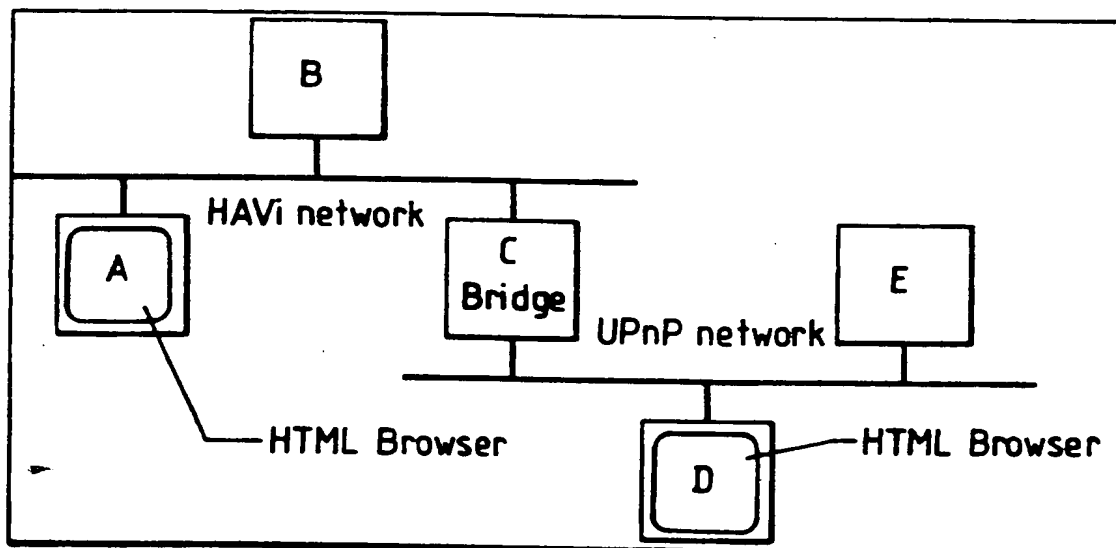 B
HAVi network
A
C
Bridge
E
UPnP network
HTML Browser
D
HTML Browser